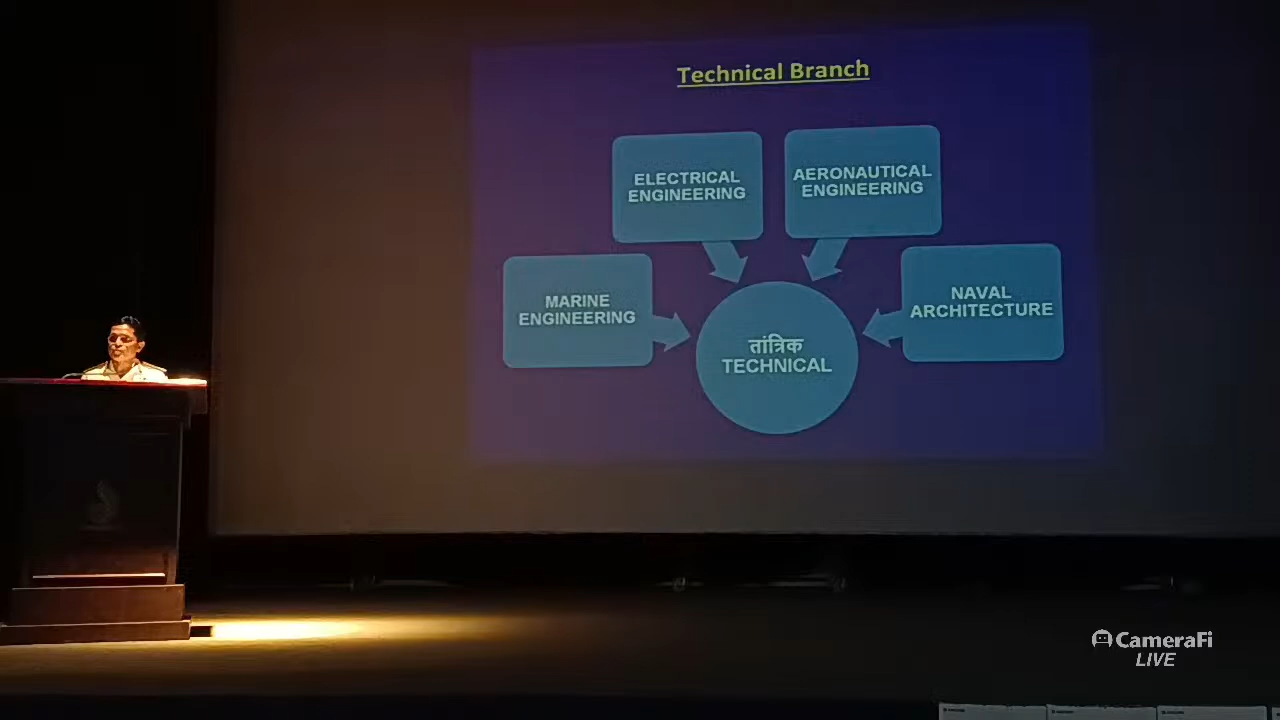 Technical Branch
ELECTRICAL
ENGINEERING
AERONAUTICAL
ENGINEERING
MARINE
ENGINEERING
NAVAL
ARCHITECTURE
तांत्रिक
TECHNICAL
CameraFi
LIVE